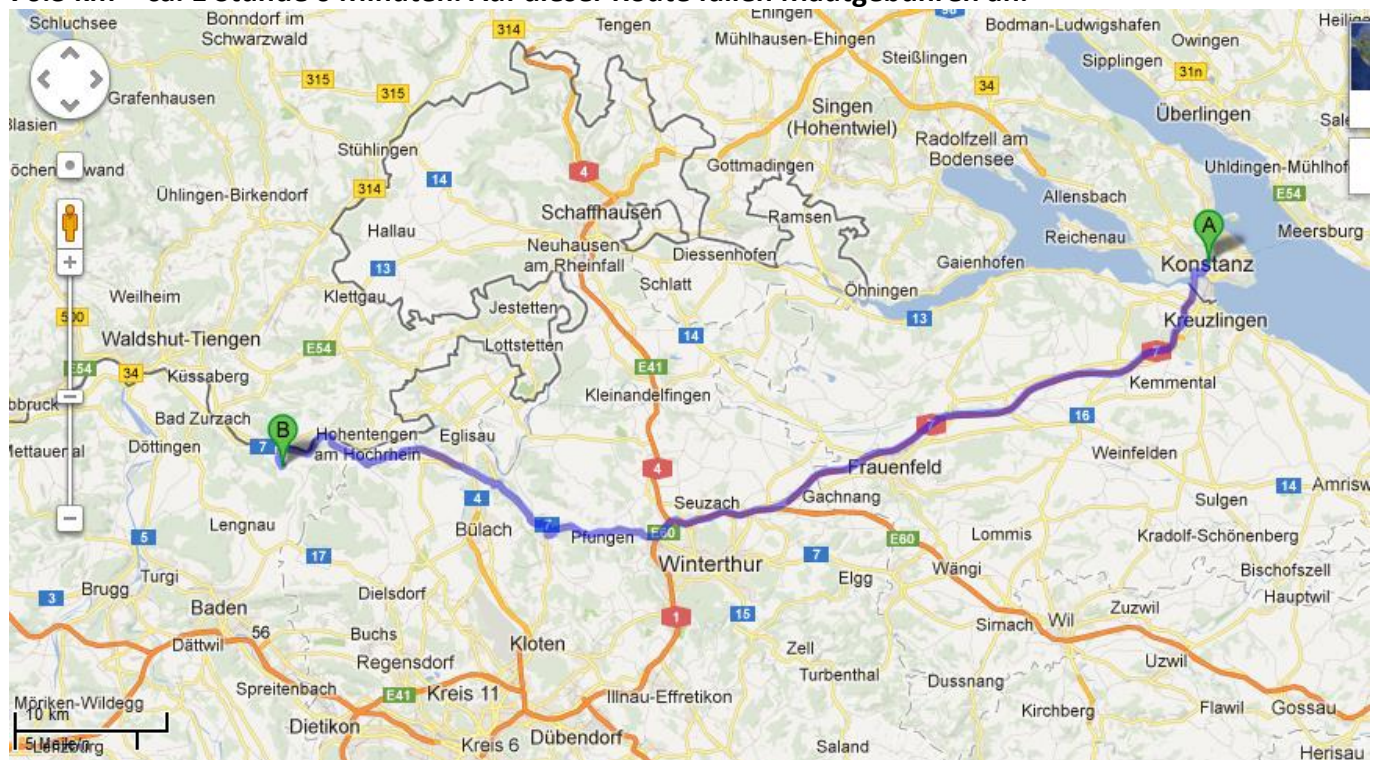 Schluchsee
Bonndorf im
Schwarzwald
314
Tengen
Ehingen
Mühlhausen-Ehingen
Bodman-Ludwigshafen
Owingen
Steißlingen
Sipplingen
31n
315
315
Grafenhausen
34
Singen
(Hohentwiel)
Überlingen
Radolfzell am
Bodensee
Stühlingen
4
Gottmadingen
wand
Uhldingen-Mühlhof
314
14
Ühlingen-Birkendorf
Allensbach
E54
Schaffhausen
Ramsen
A
Hallau
Reichenau
Meersburg
Neuhausen
am Rheinfall
Diessenhofen
Gaienhofen
Konstanz
13
Schlatt
Öhningen
Weilheim
Klettgau
Jestetten
13
500
14
Kreuzlingen
Waldshut-Tiengen
E54
Lottstetten
E54
34
Küssaberg
E41
Kemmental
Kleinandelfingen
16
Bad Zurzach
B
Hohentengen
am Hochrhein
Eglisau
7
Döttingen
Weinfelden
4
Frauenfeld
Gachnang
14
Amrisw
4
Seuzach
Sulgen
Lengnau
Bülach
7
Pfungen
E60
E60
Lommis
Kradolf-Schönenberg
5
17
Winterthur
7
Wängi
Bischofszell
Turgi
Elgg
Brugg
Dielsdorf
Hauptwil
3
Baden
15
Zuzwil
1
Sirnach
Wil
56
Dättwil
Buchs
Kloten
Zell
Regensdorf
Uzwil
Turbenthal
Dussnang
Spreitenbach
E41
Kreis 11
Illnau-Effretikon
Möriken-Wildegg
10 km
Kirchberg
Flawil
Gossau
Dietikon
Dübendorf
Kreis 6
Saland
Herisau